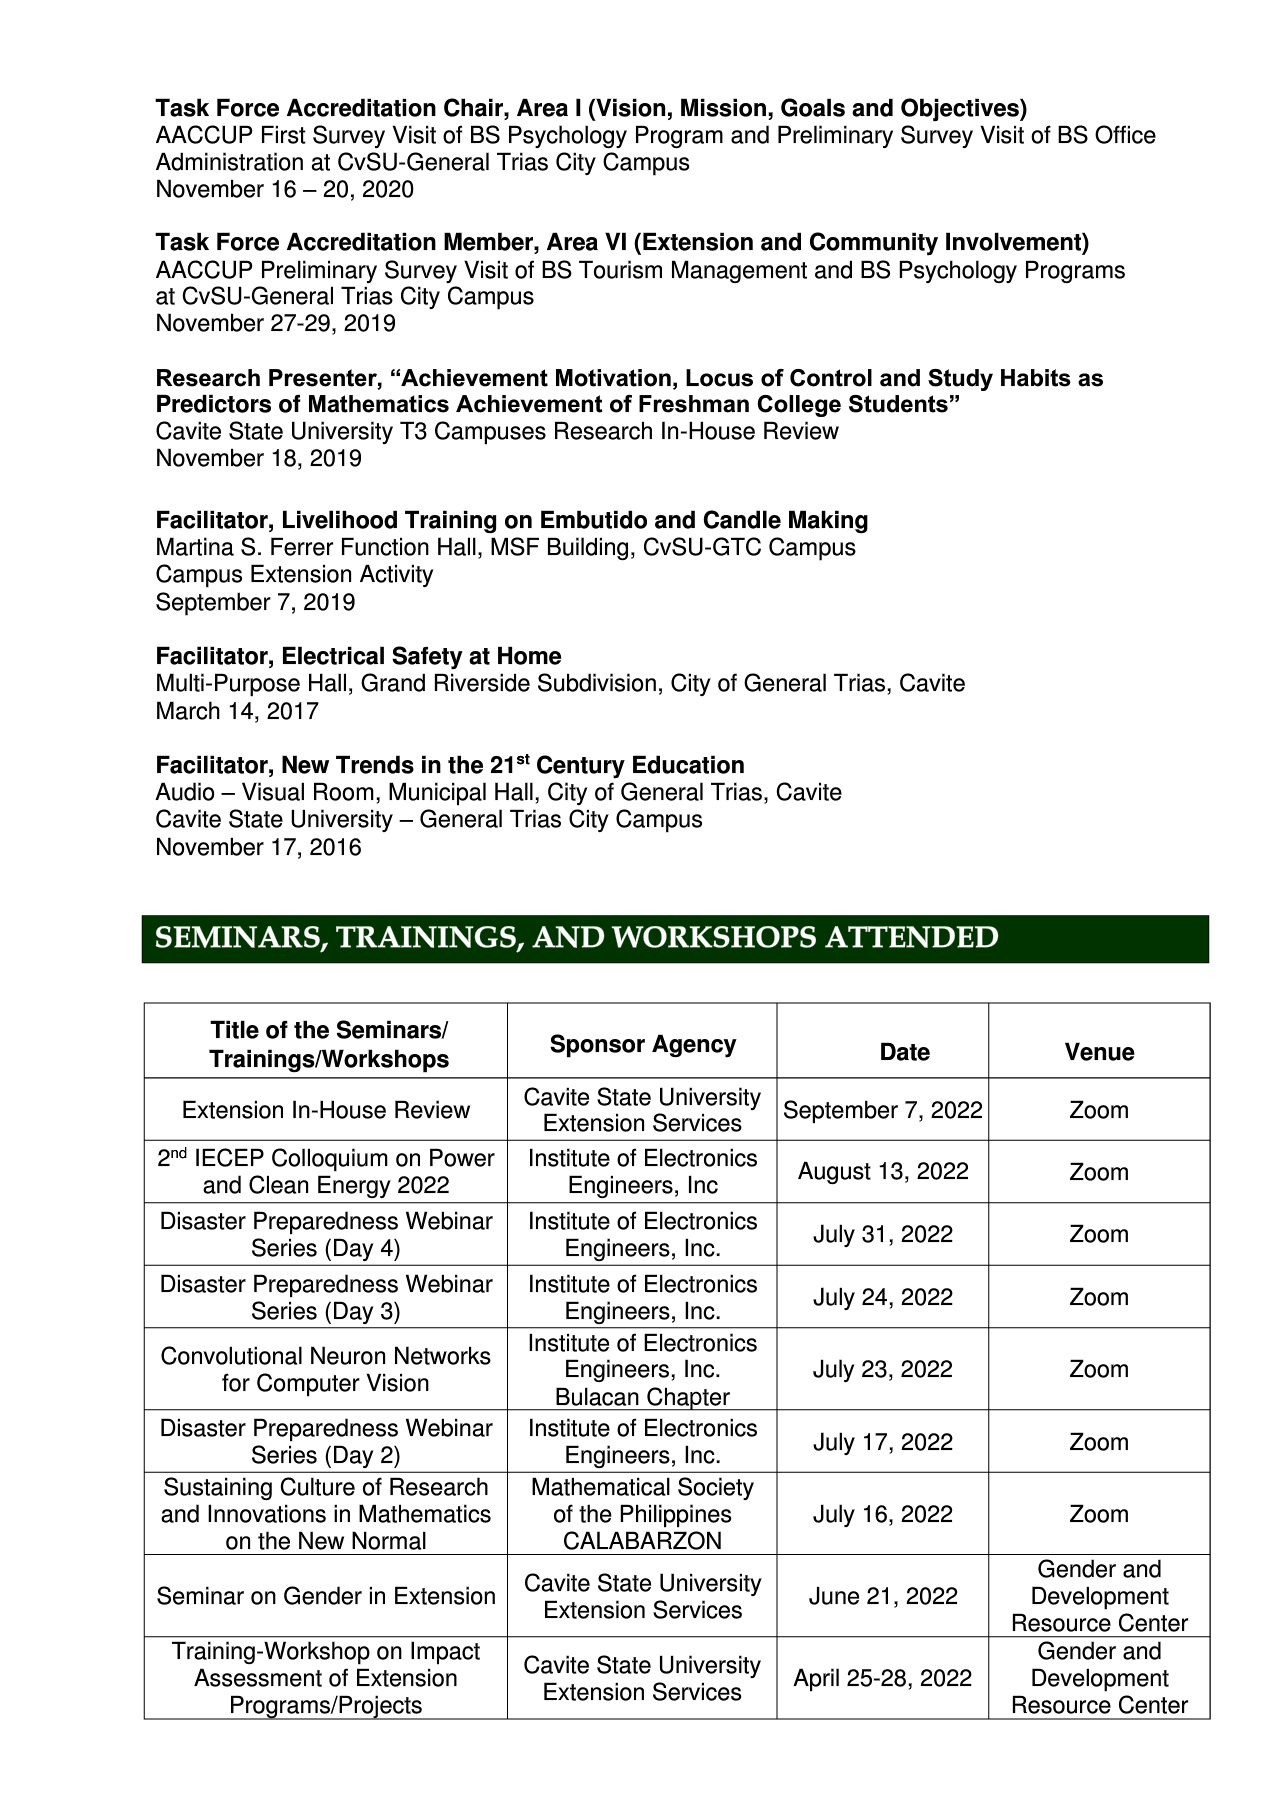 Task Force Accreditation Chair, Area I (Vision, Mission, Goals and Objectives)
AACCUP First Survey Visit of BS Psychology Program and Preliminary Survey Visit of BS Office
Administration at CvSU-General Trias City Campus
November 16 – 20, 2020
Task Force Accreditation Member, Area VI (Extension and Community Involvement)
AACCUP Preliminary Survey Visit of BS Tourism Management and BS Psychology Programs
at CvSU-General Trias City Campus
November 27-29, 2019
Research Presenter, “Achievement Motivation, Locus of Control and Study Habits as
Predictors of Mathematics Achievement of Freshman College Students”
Cavite State University T3 Campuses Research In-House Review
November 18, 2019
Facilitator, Livelihood Training on Embutido and Candle Making
Martina S. Ferrer Function Hall, MSF Building, CvSU-GTC Campus
Campus Extension Activity
September 7, 2019
Facilitator, Electrical Safety at Home
Multi-Purpose Hall, Grand Riverside Subdivision, City of General Trias, Cavite
March 14, 2017
Facilitator, New Trends in the 21st Century Education
Audio – Visual Room, Municipal Hall, City of General Trias, Cavite
Cavite State University – General Trias City Campus
November 17, 2016
SEMINARS, TRAININGS, AND WORKSHOPS ATTENDED
Title of the Seminars/
Trainings/Workshops
Sponsor Agency
Date
Venue
Extension In-House Review
Cavite State University
Extension Services
September 7, 2022
Zoom
2nd IECEP Colloquium on Power
and Clean Energy 2022
Institute of Electronics
Engineers, Inc
August 13, 2022
Zoom
Disaster Preparedness Webinar
Series (Day 4)
Institute of Electronics
Engineers, Inc.
July 31, 2022
Zoom
Disaster Preparedness Webinar
Series (Day 3)
Institute of Electronics
Engineers, Inc.
July 24, 2022
Zoom
Convolutional Neuron Networks
for Computer Vision
Institute of Electronics
Engineers, Inc.
Bulacan Chapter
July 23, 2022
Zoom
Disaster Preparedness Webinar
Series (Day 2)
Institute of Electronics
Engineers, Inc.
July 17, 2022
Zoom
Sustaining Culture of Research
and Innovations in Mathematics
on the New Normal
Mathematical Society
of the Philippines
CALABARZON
July 16, 2022
Zoom
Seminar on Gender in Extension
Cavite State University
Extension Services
June 21, 2022
Gender and
Development
Resource Center
Training-Workshop on Impact
Assessment of Extension
Programs/Projects
Cavite State University
Extension Services
April 25-28, 2022
Gender and
Development
Resource Center